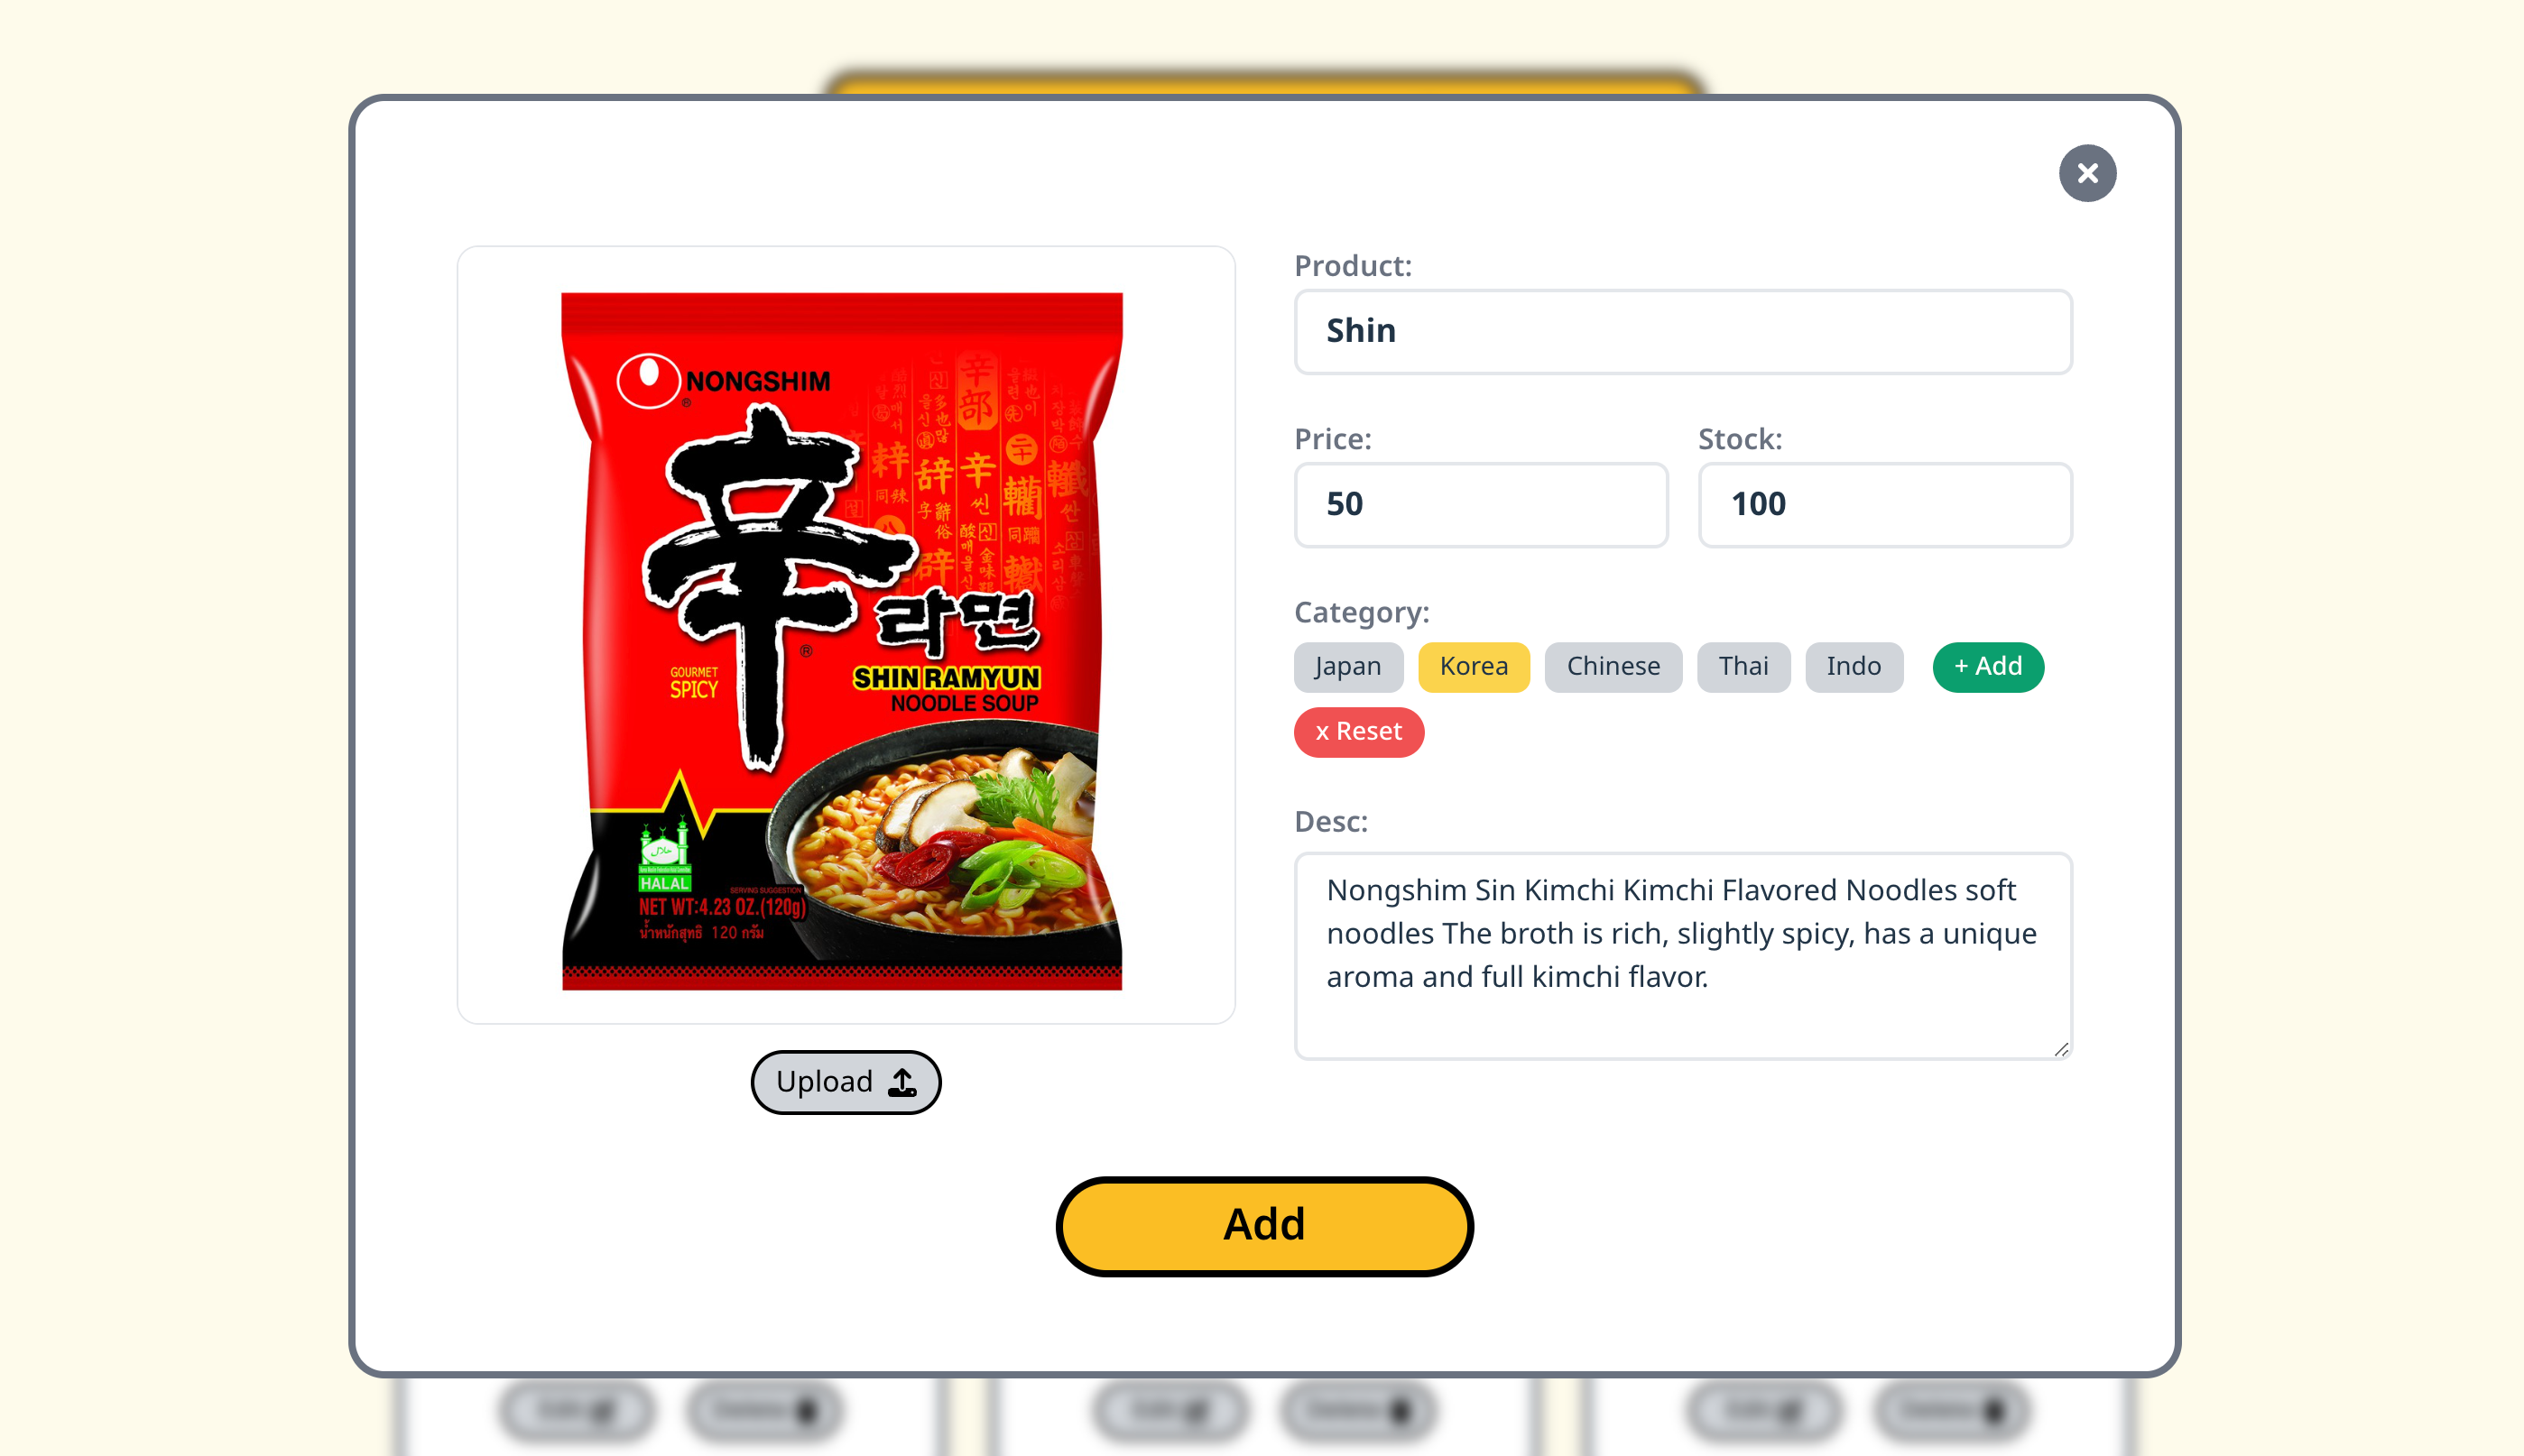 NONGSHIM
®
辛
라면
®
SHIN RAMYUN
NOODLE SOUP
GOURMET
SPICY
HALAL
SERVING SUGGESTION
NET WT:4.23 OZ.(120g)
น้ำหนักสุทธิ 120 กรัม
Upload
Product:
Shin
Price:
Stock:
50
100
Category:
Japan Korea Chinese Thai Indo + Add
x Reset
Desc:
Nongshim Sin Kimchi Kimchi Flavored Noodles soft
noodles The broth is rich, slightly spicy, has a unique
aroma and full kimchi flavor.
Add